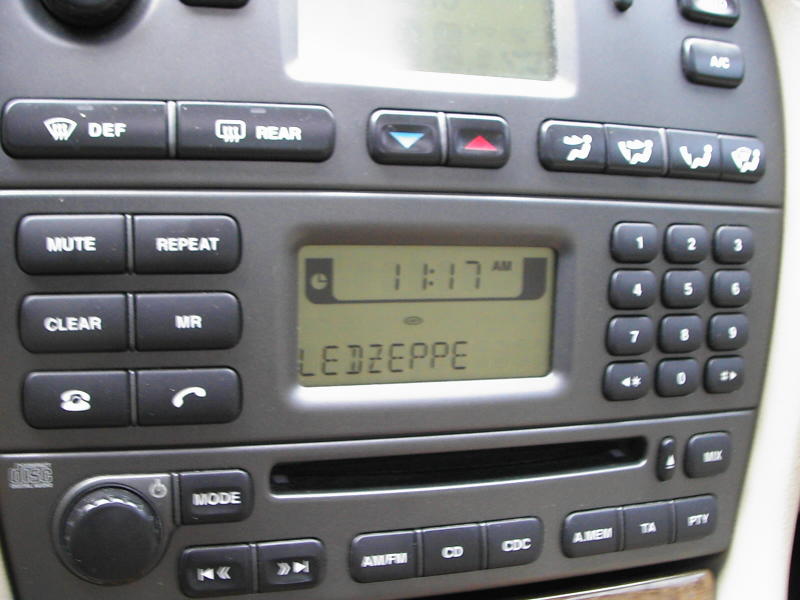 A/C
DEF REAR
MUTE REPEAT
11:17 AM
1 2 3
4 5 6
CLEAR MR
LEDZEPPE
7 8 9
* 0 #
DISC
MODE
MIX
AM/FM CD CDC A.MEM TA PTY